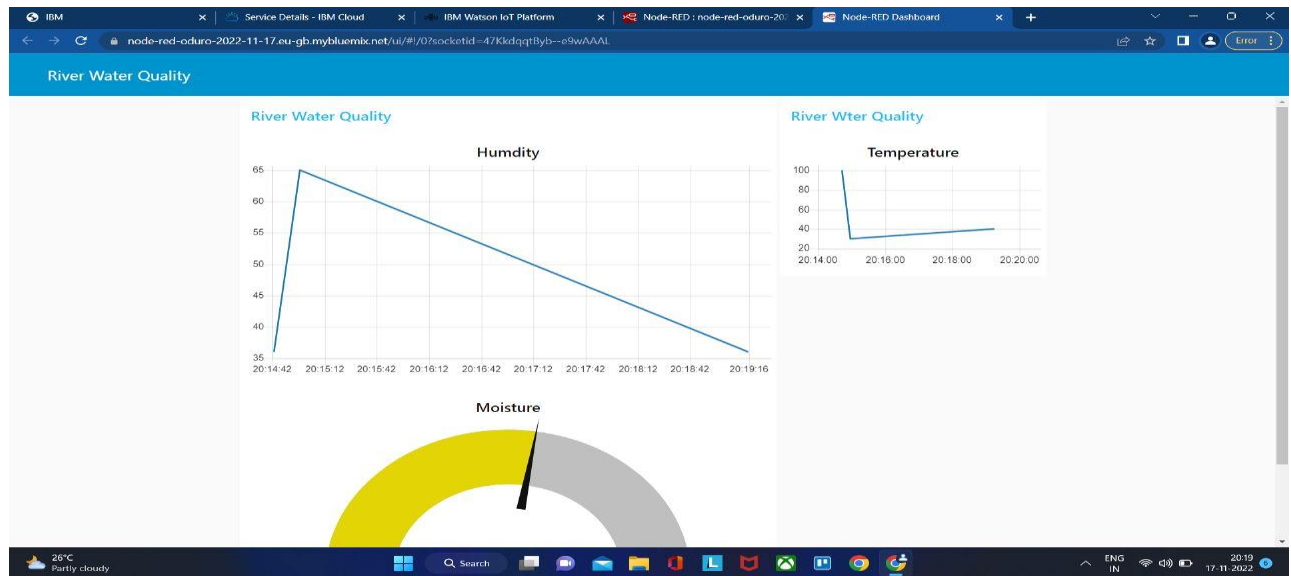 IBM
Service Details - IBM Cloud
IBM Watson IoT Platform
Node-RED : node-red-oduro-202
Node-RED Dashboard
node-red-oduro-2022-11-17.eu-gb.mybluemix.net/ui/#!/0?socketid=47KkdqqtByb--e9wAAAL
Error
River Water Quality
River Water Quality
Humdity
65
60
55
50
45
40
35
20:14:42 20:15:12 20:15:42 20:16:12 20:16:42 20:17:12 20:17:42 20:18:12 20:18:42 20:19:16
Moisture
River Wter Quality
Temperature
100
80
60
40
20
20:14:00 20:16:00 20:18:00 20:20:00
26°C
Partly cloudy
Search
ENG
IN
20:19
17-11-2022